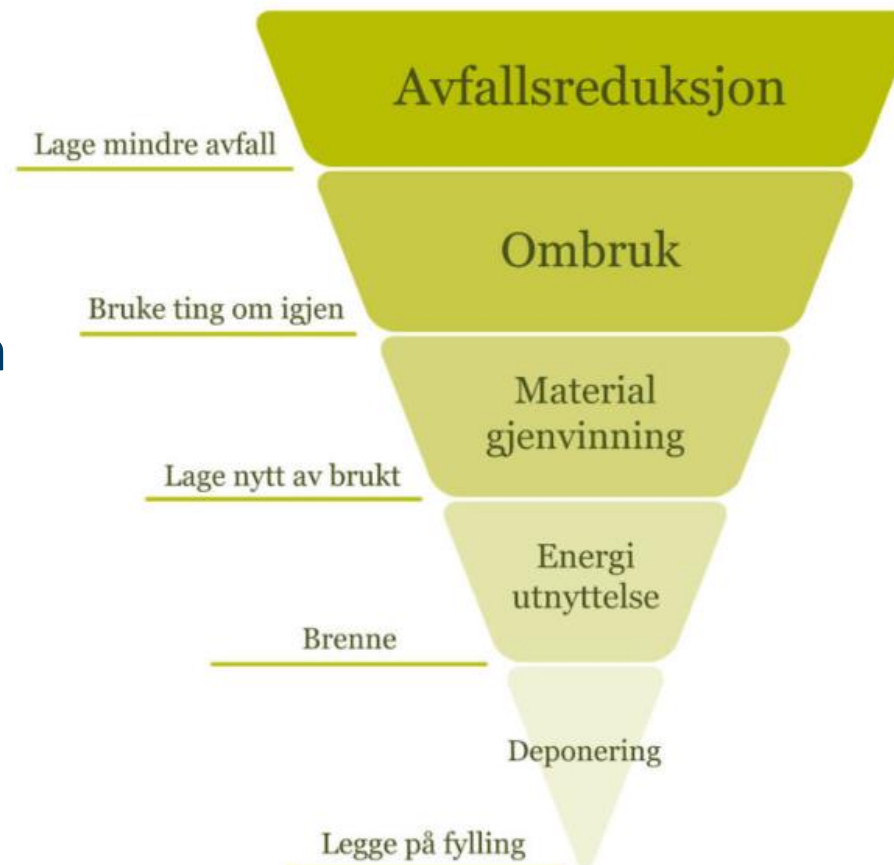 Avfallsreduksjon
Lage mindre avfall
Ombruk
Bruke ting om igjen
Material
gjenvinning
Lage nytt av brukt
Energi
utnyttelse
Brenne
Deponering
Legge på fylling